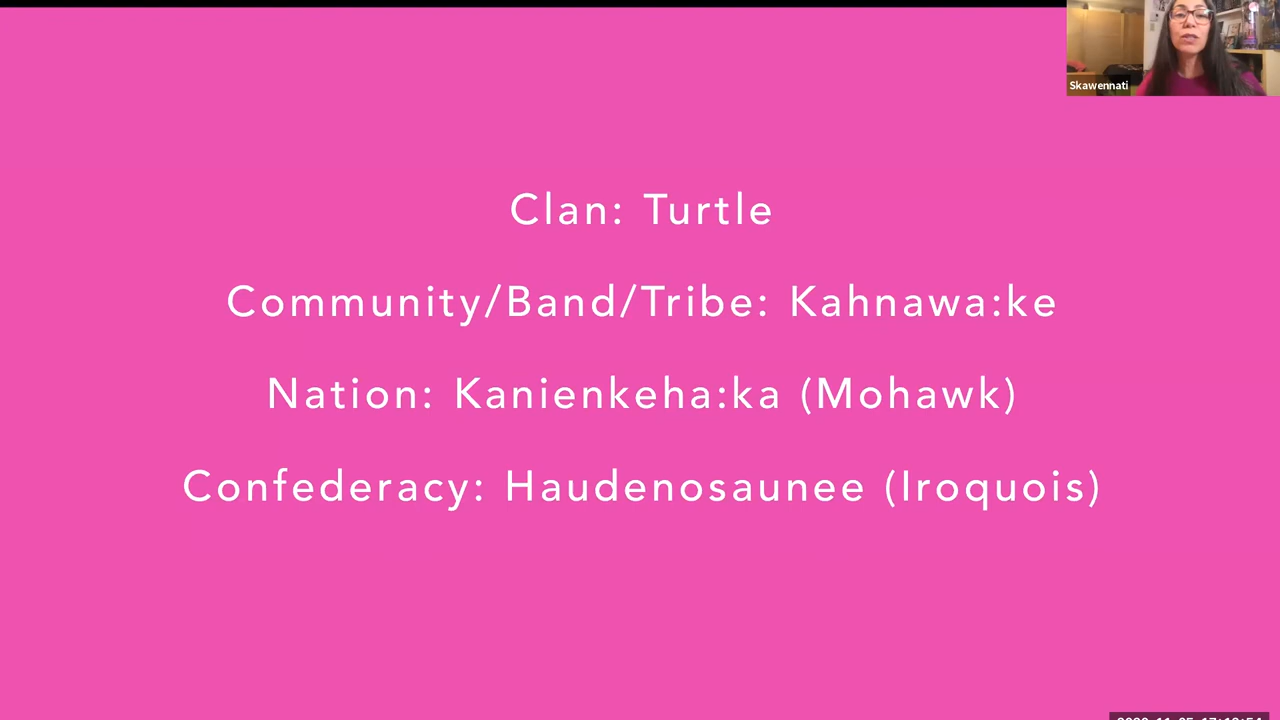 Skawennati
Clan: Turtle
Community/Band/Tribe: Kahnawa:ke
Nation: Kanienkeha:ka (Mohawk)
Confederacy: Haudenosaunee (Iroquois)